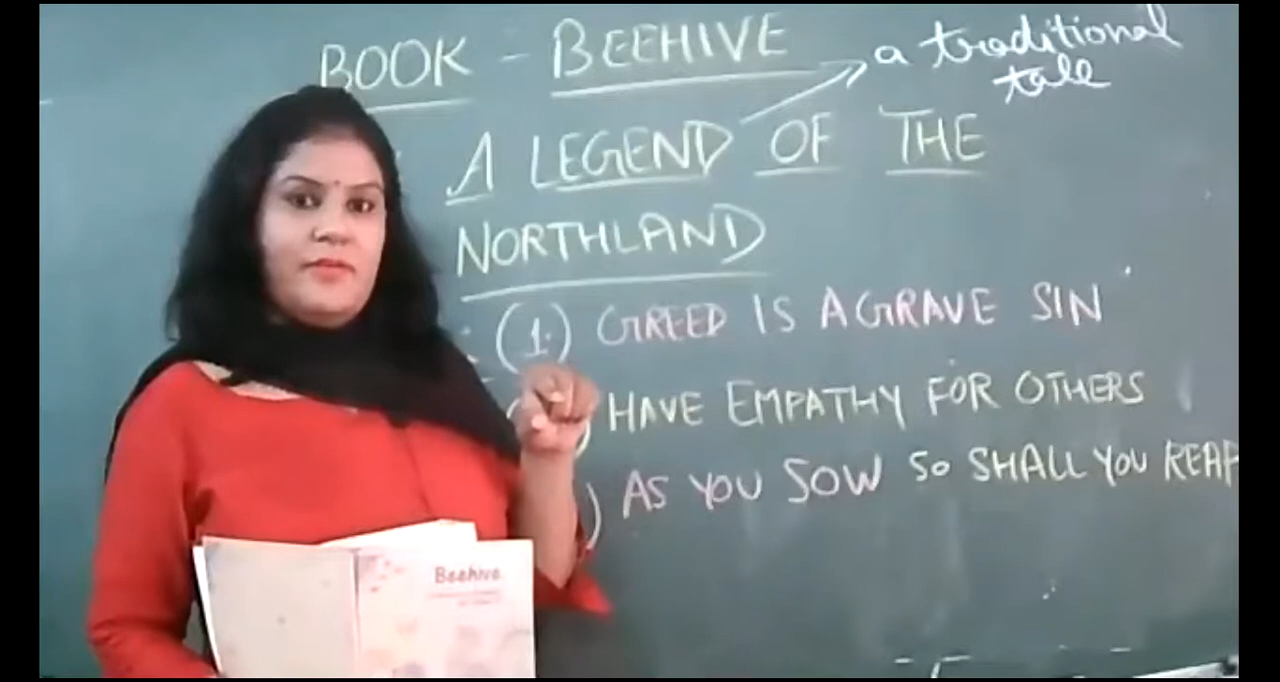 BOOK - BEEHIVE
a traditional
tale
A LEGEND OF THE
NORTHLAND
(1.) GREED IS A GRAVE SIN
HAVE EMPATHY FOR OTHERS
) AS YOU SOW SO SHALL YOU REAP
Beehive